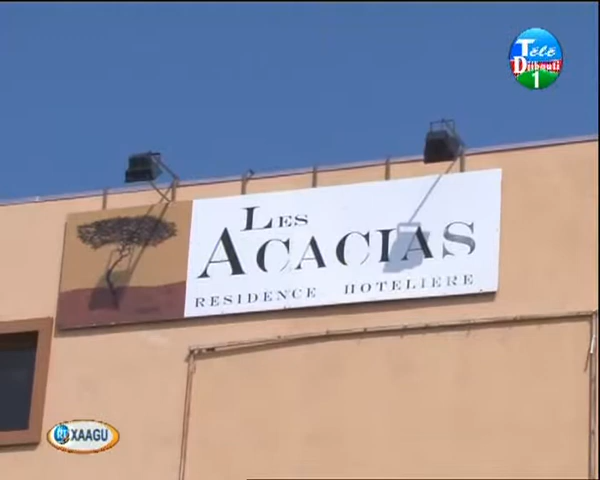 Télé
Djibouti
1
LES
ACACIAS
RESIDENCE HOTELIERE
XAAGU